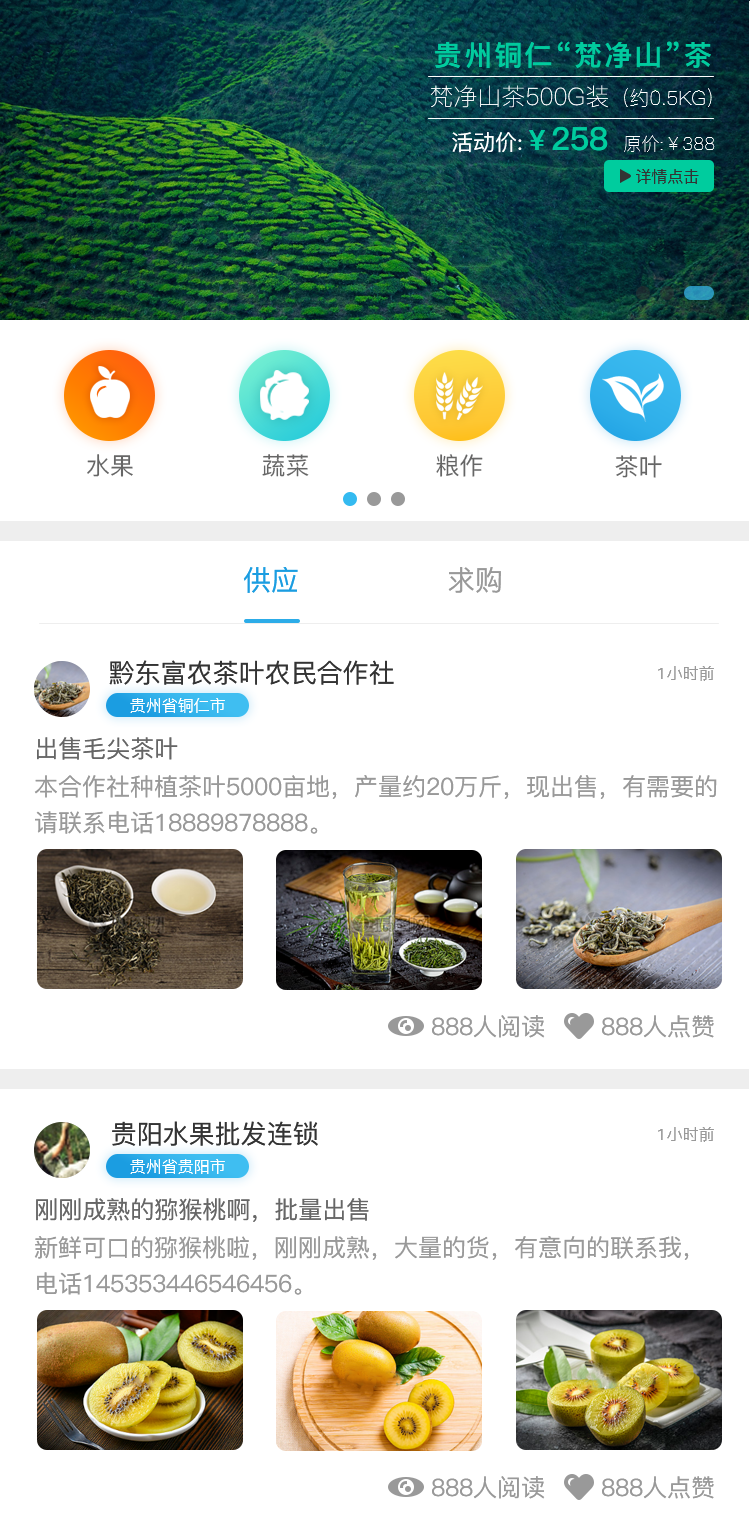 贵州铜仁“梵净山”茶
梵净山茶500G装（约0.5KG）
活动价:￥258 原价:￥388
详情点击
水果 蔬菜 粮作 茶叶
供应 求购
黔东富农茶叶农民合作社 1小时前
贵州省铜仁市
出售毛尖茶叶
本合作社种植茶叶5000亩地，产量约20万斤，现出售，有需要的
请联系电话18889878888。
888人阅读 888人点赞
贵阳水果批发连锁 1小时前
贵州省贵阳市
刚刚成熟的猕猴桃啊，批量出售
新鲜可口的猕猴桃啦，刚刚成熟，大量的货，有意向的联系我，
电话145353446546456。
888人阅读 888人点赞